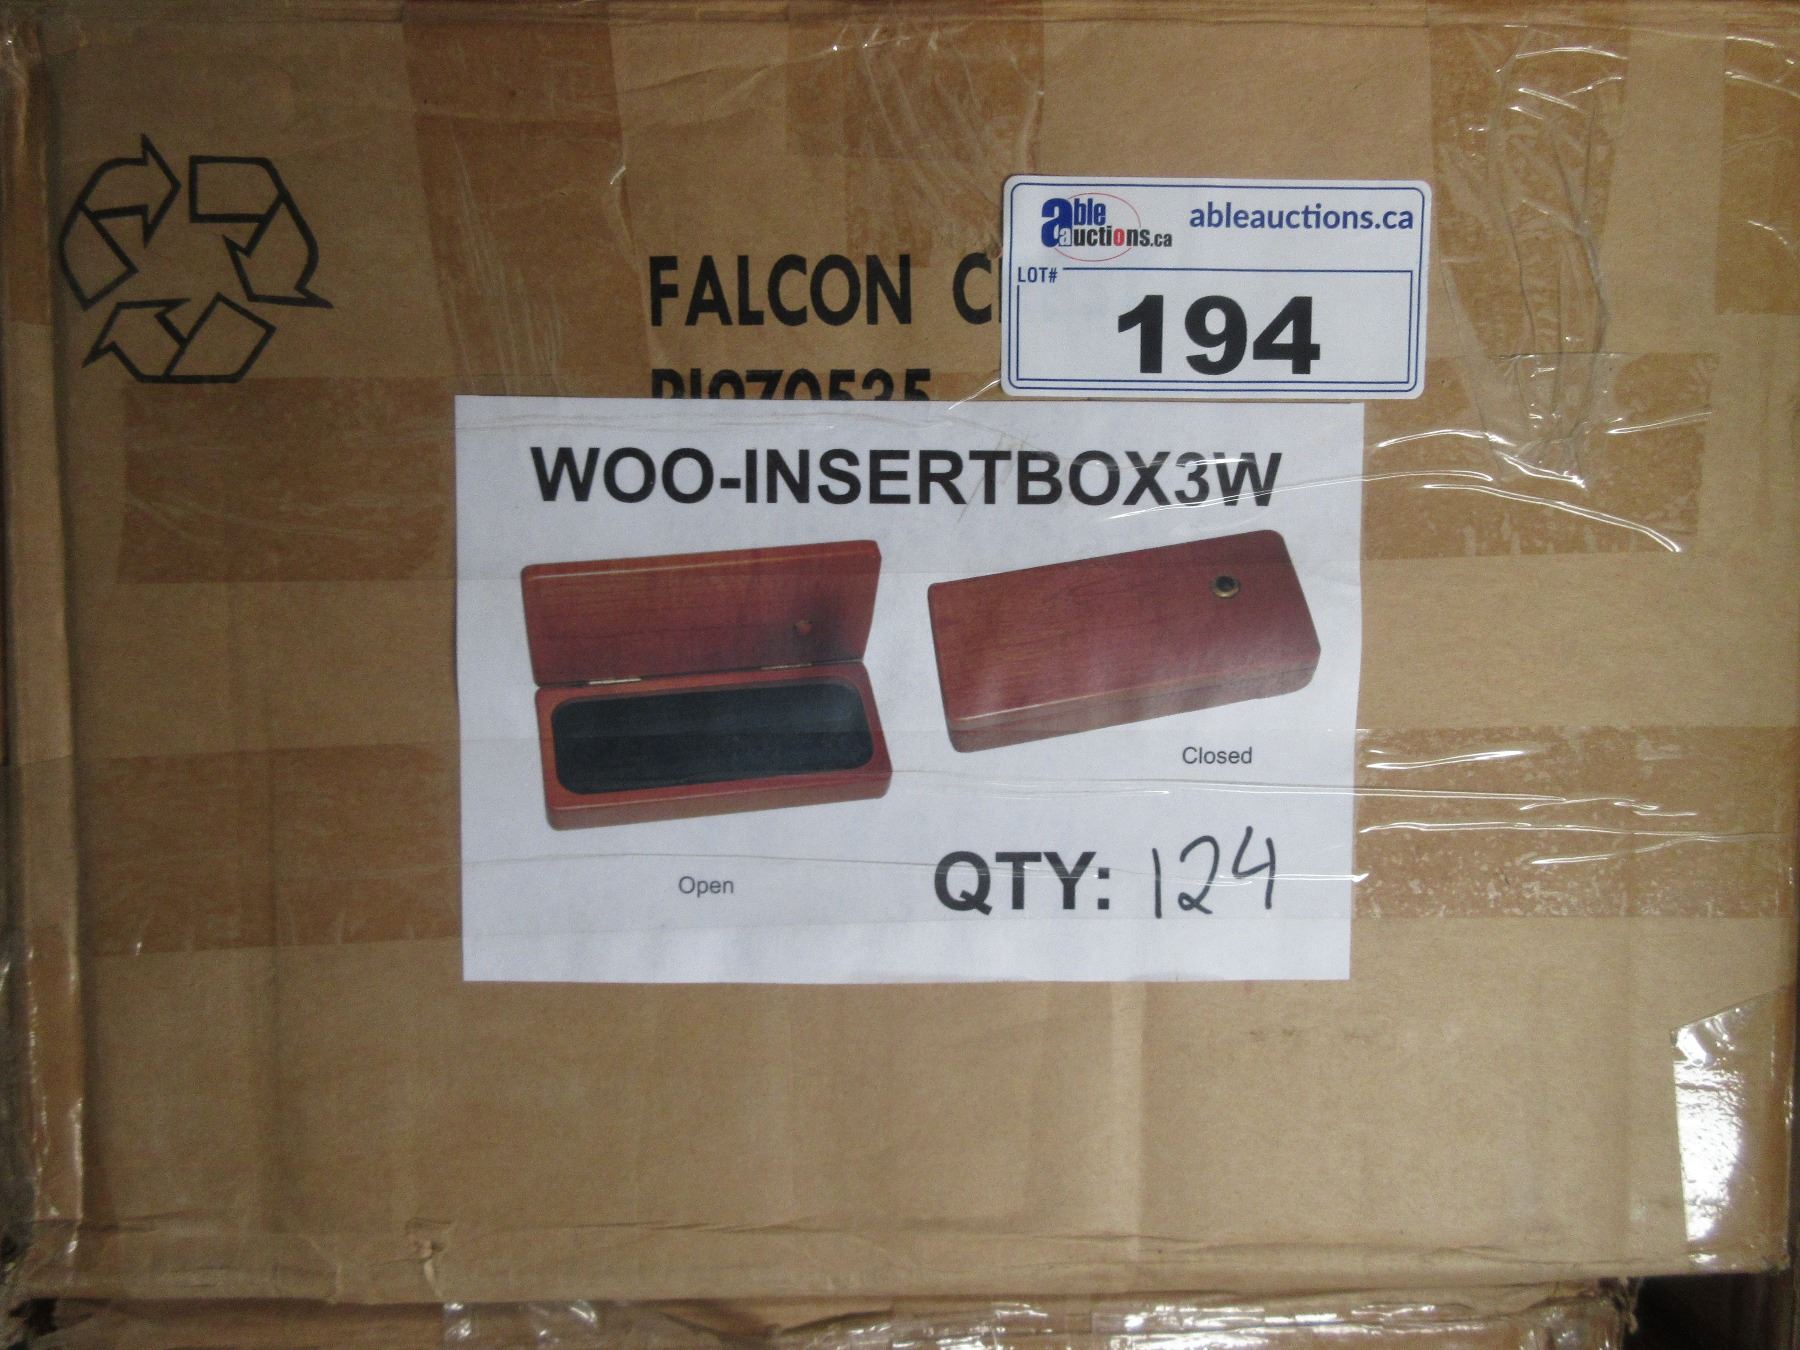 able auctions.ca
ableauctions.ca
LOT#
194
FALCON
WOO-INSERTBOX3W
Closed
Open
QTY: 124